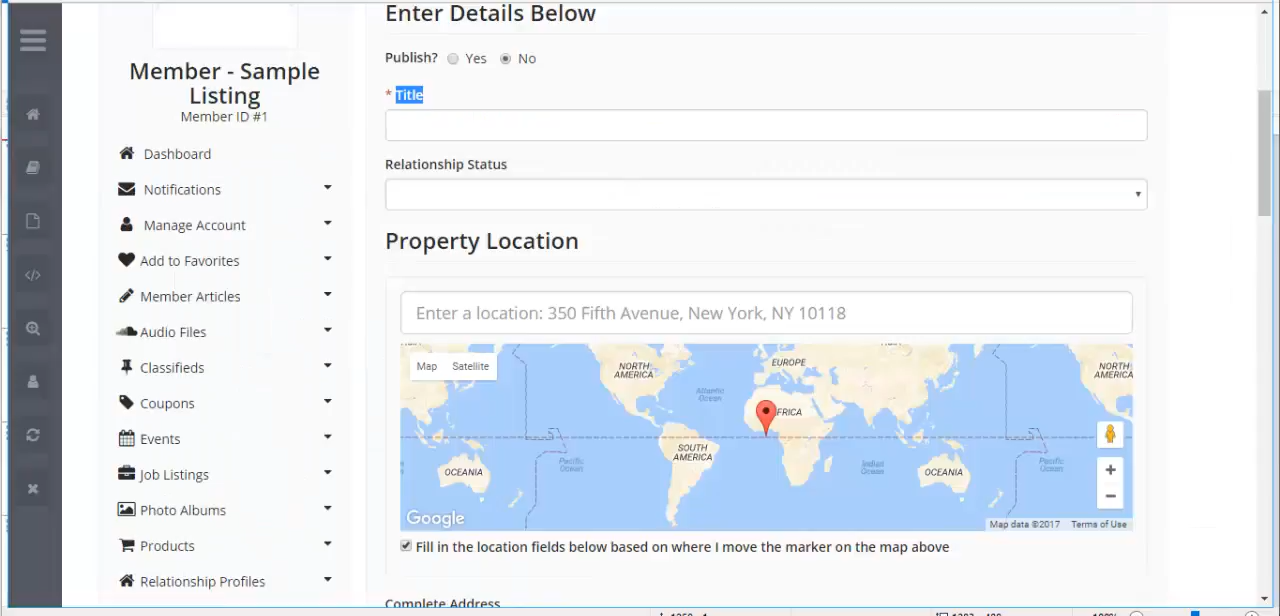 Enter Details Below
Publish? Yes No
* Title
Relationship Status
Property Location
Enter a location: 350 Fifth Avenue, New York, NY 10118
Map Satellite
NORTH AMERICA
Atlantic Ocean
EUROPE
AFRICA
NORTH AMERICA
SOUTH AMERICA
OCEANIA
Pacific Ocean
Indian Ocean
OCEANIA
Pacific Ocean
Google
Map data ©2017 Terms of Use
Fill in the location fields below based on where I move the marker on the map above
Complete Address
Member - Sample
Listing
Member ID #1
Dashboard
Notifications
Manage Account
Add to Favorites
Member Articles
Audio Files
Classifieds
Coupons
Events
Job Listings
Photo Albums
Products
Relationship Profiles